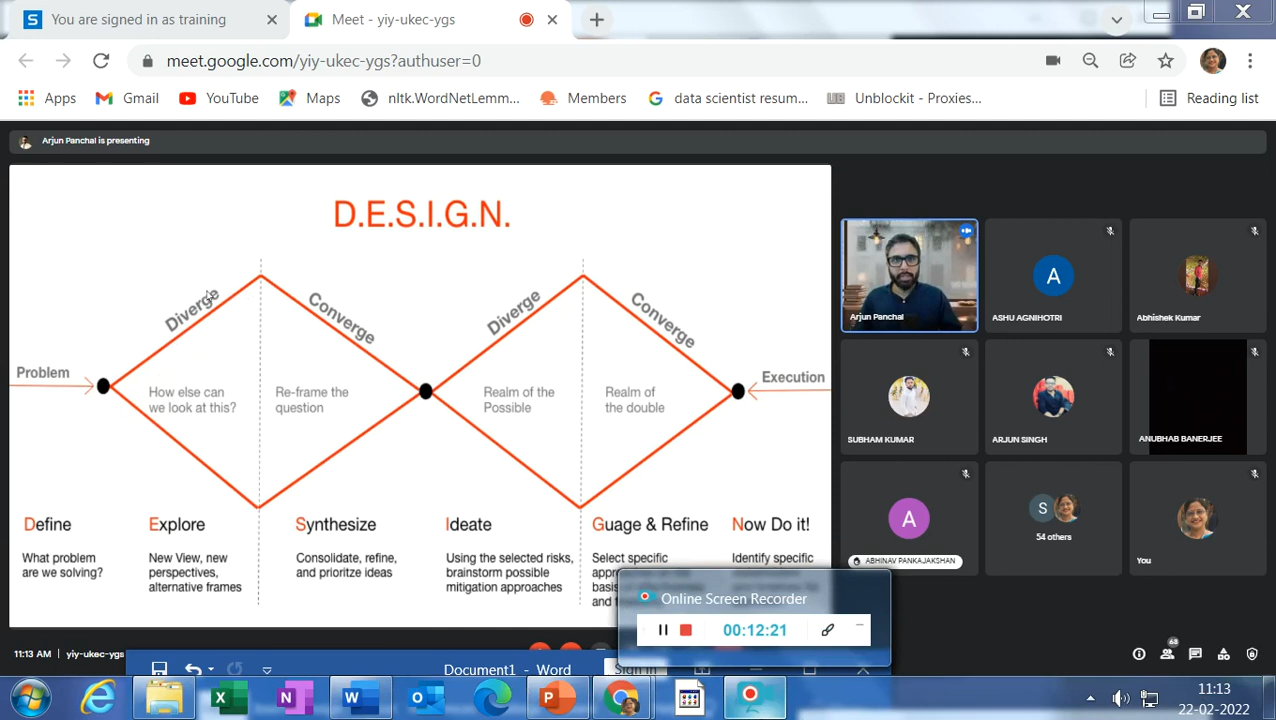 You are signed in as training
Meet - yiy-ukec-ygs
meet.google.com/yiy-ukec-ygs?authuser=0
Apps
Gmail
YouTube
Maps
nltk.WordNetLemm...
Members
data scientist resum...
Unblockit - Proxies...
Reading list
Arjun Panchal is presenting
D.E.S.I.G.N.
Diverge
Converge
Diverge
Converge
Problem
Execution
How else can
we look at this?
Re-frame the
question
Realm of the
Possible
Realm of
the double
Define
What problem
are we solving?
Explore
New View, new
perspectives,
alternative frames
Synthesize
Consolidate, refine,
and prioritze ideas
Ideate
Using the selected risks,
brainstorm possible
mitigation approaches
Guage & Refine
Select specific
Now Do it!
Identify specific
Arjun Panchal
A
ASHU AGNIHOTRI
Abhishek Kumar
SUBHAM KUMAR
ARJUN SINGH
ANUBHAB BANERJEE
A
ABHINAV PANKAJAKSHAN
S
54 others
You
Online Screen Recorder
00:12:21
11:13 AM
yiy-ukec-ygs
68
Document1 - Word
Sign in
11:13
22-02-2022